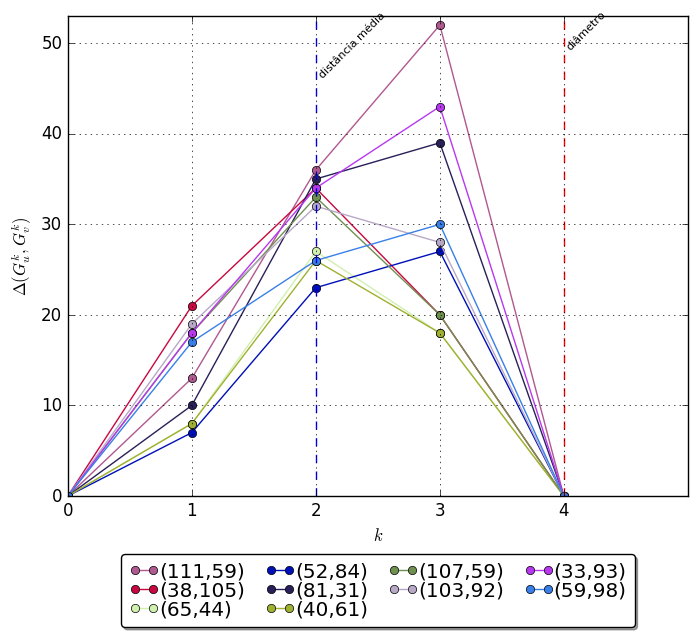 50
40
30
20
10
0
Δ(G_u^k, G_v^k)
distância média
diâmetro
0 1 2 3 4
k
(111,59) (52,84) (107,59) (33,93)
(38,105) (81,31) (103,92) (59,98)
(65,44) (40,61)